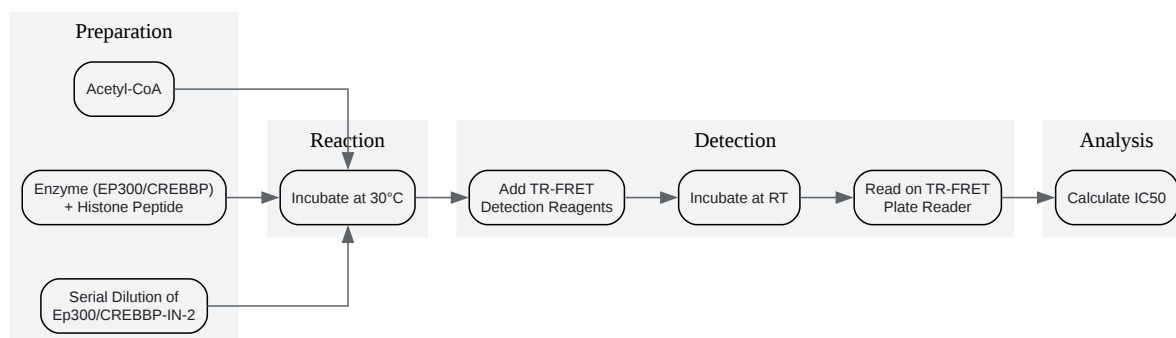 Preparation
Acetyl-CoA
Enzyme (EP300/CREBBP)
+ Histone Peptide
Serial Dilution of
Ep300/CREBBP-IN-2
Reaction
Incubate at 30°C
Detection
Add TR-FRET
Detection Reagents
Incubate at RT
Read on TR-FRET
Plate Reader
Analysis
Calculate IC50